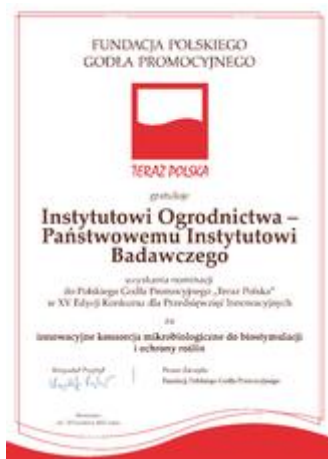 FUNDACJA POLSKIEGO
GODŁA PROMOCYJNEGO
TERAZ POLSKA
gratuluje
Instytutowi Ogrodnictwa –
Państwowemu Instytutowi
Badawczego
uzyskania nominacji
do Polskiego Godła Promocyjnego „Teraz Polska”
w XV Edycji Konkursu dla Przedsięwzięć Innowacyjnych
za
innowacyjne konsorcja mikrobiologiczne do biostymulacji
i ochrony roślin
Krzysztof Przybył
Prezes Zarządu
Fundacji Polskiego Godła Promocyjnego